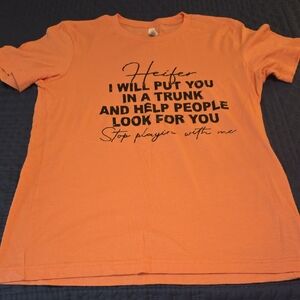 Heifer
I WILL PUT YOU
IN A TRUNK
AND HELP PEOPLE
LOOK FOR YOU
Stop playin with me